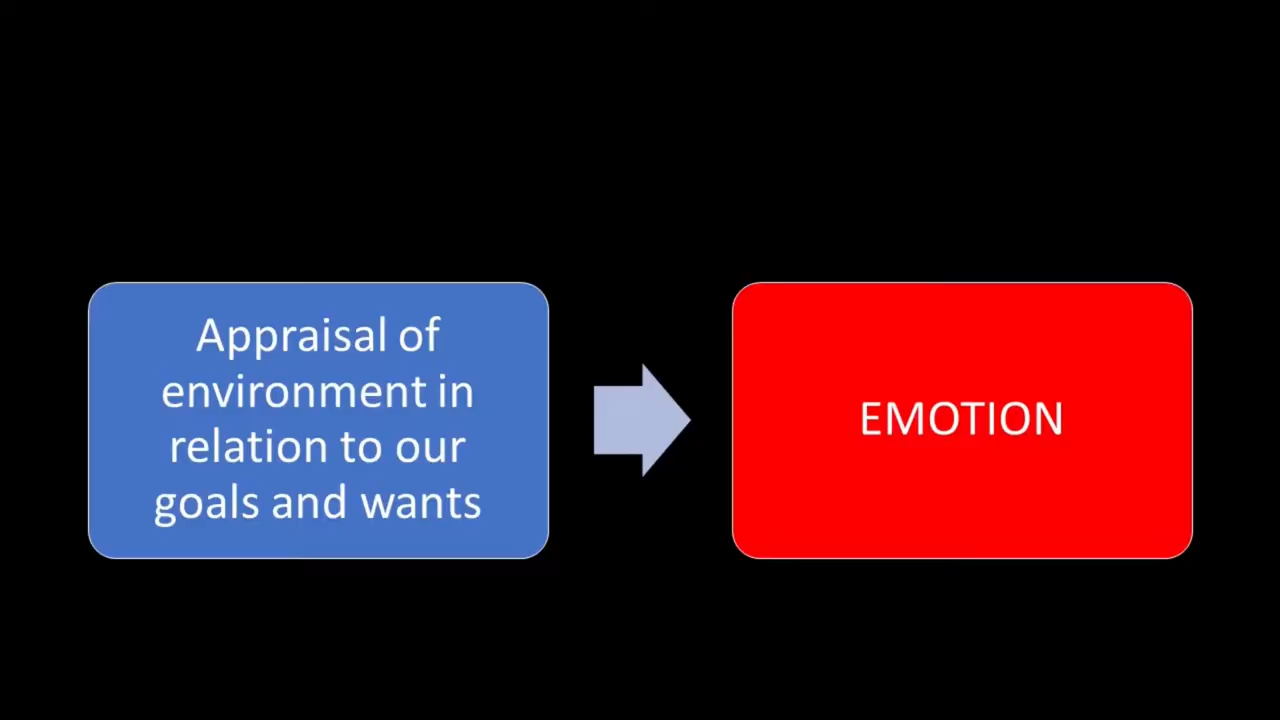 Appraisal of
environment in
relation to our
goals and wants
EMOTION